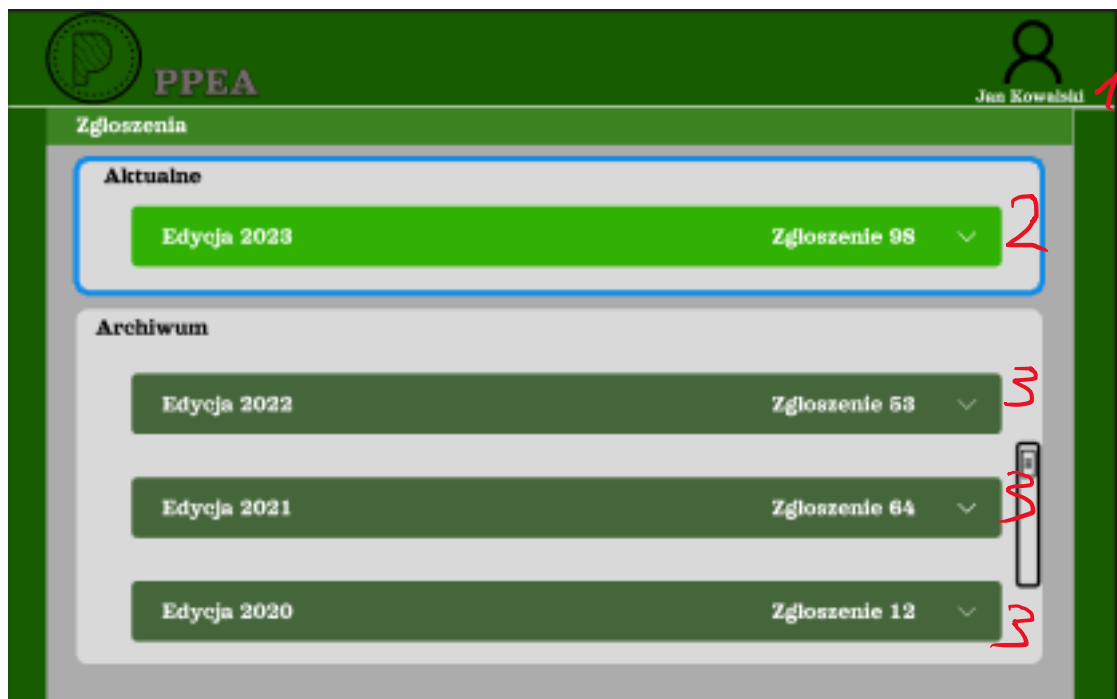 PPEA
Jan Kowalski 1
Zgloszenia
Aktualne
Edycja 2023 Zgloszenie 98 2
Archiwum
Edycja 2022 Zgloszenie 53 3
Edycja 2021 Zgloszenie 64 3
Edycja 2020 Zgloszenie 12 3